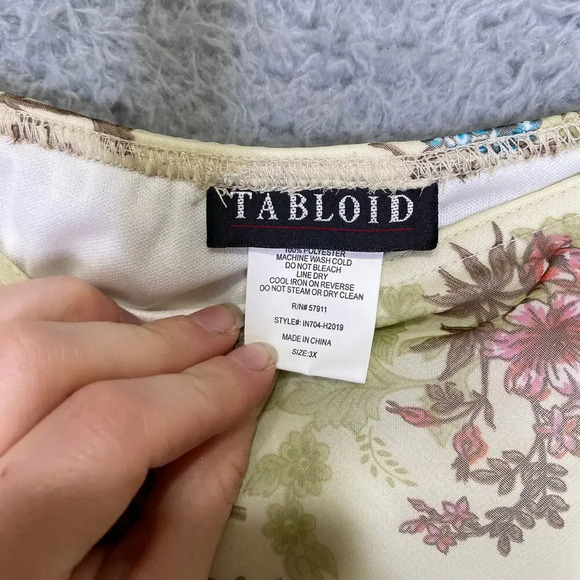 TABLOID
100% POLYESTER
MACHINE WASH COLD
DO NOT BLEACH
LINE DRY
COOL IRON ON REVERSE
DO NOT STEAM OR DRY CLEAN
R/N# 57911
STYLE#: IN704-H2019
MADE IN CHINA
SIZE: 3X